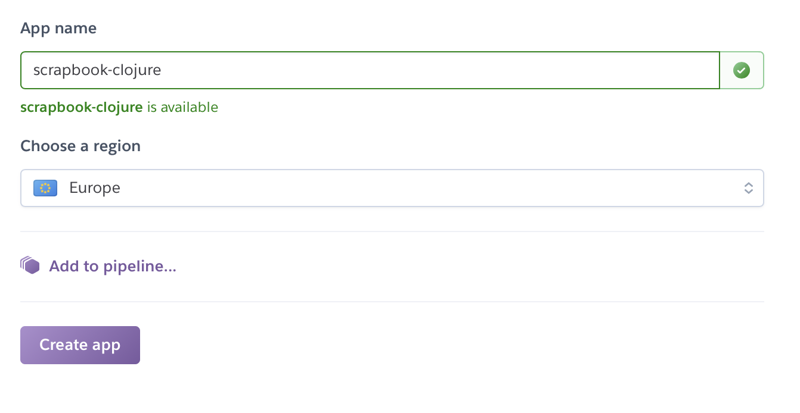 App name
scrapbook-clojure
scrapbook-clojure is available
Choose a region
Europe
Add to pipeline...
Create app